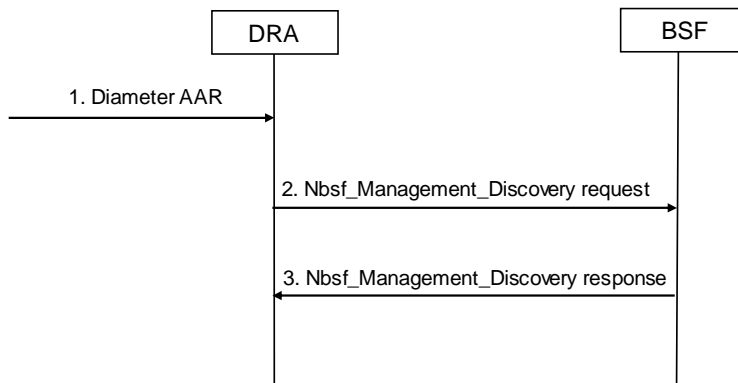 DRA
BSF
1. Diameter AAR
2. Nbsf_Management_Discovery request
3. Nbsf_Management_Discovery response